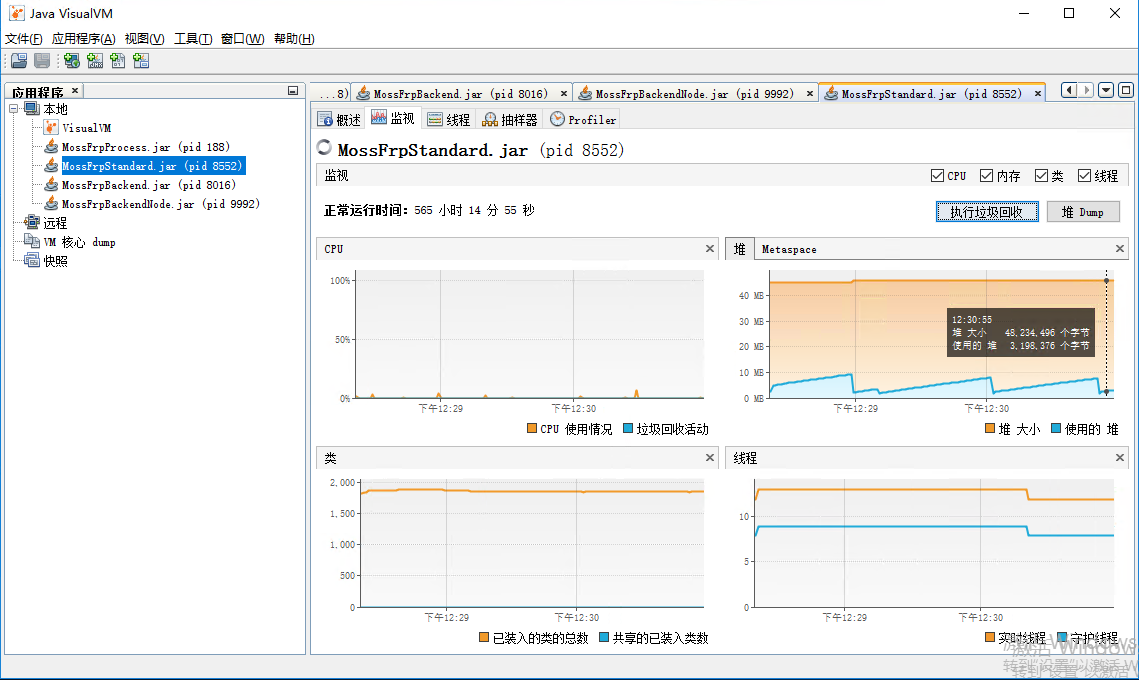 Java VisualVM
文件(F) 应用程序(A) 视图(V) 工具(T) 窗口(W) 帮助(H)
应用程序
本地
VisualVM
MossFrpProcess.jar (pid 188)
MossFrpStandard.jar (pid 8552)
MossFrpBackend.jar (pid 8016)
MossFrpBackendNode.jar (pid 9992)
远程
VM 核心 dump
快照
...8) MossFrpBackend.jar (pid 8016) MossFrpBackendNode.jar (pid 9992) MossFrpStandard.jar (pid 8552)
概述 监视 线程 抽样器 Profiler
MossFrpStandard.jar (pid 8552)
监视 CPU 内存 类 线程
正常运行时间: 565 小时 14 分 55 秒 执行垃圾回收 堆 Dump
CPU
100%
50%
0%
下午12:29 下午12:30
CPU 使用情况 垃圾回收活动
堆 Metaspace
40 MB
30 MB
20 MB
10 MB
0 MB
12:30:55
堆 大小 48,234,496 个字节
使用的 堆 3,198,376 个字节
下午12:29 下午12:30
堆 大小 使用的 堆
类
2,000
1,500
1,000
500
0
下午12:29 下午12:30
已装入的类的总数 共享的已装入类数
线程
10
5
0
下午12:29 下午12:30
实时线程 守护线程
激活 Windows
转到"设置"以激活 W